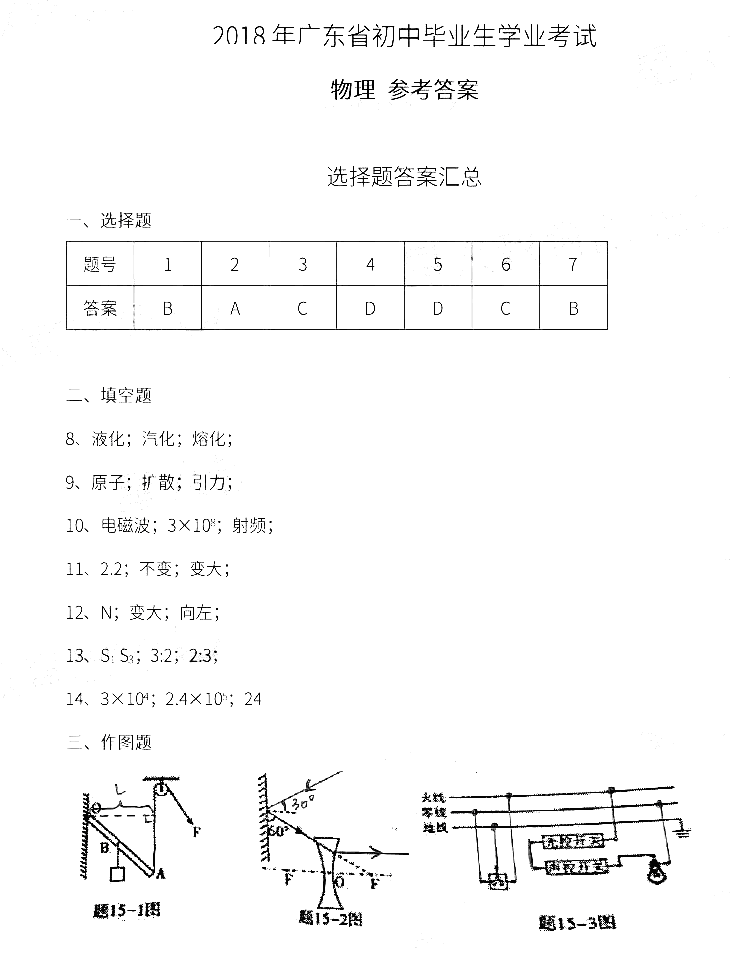 2018年广东省初中毕业生学业考试
物理 参考答案
选择题答案汇总
一、选择题
题号 1 2 3 4 5 6 7
答案 B A C D D C B
二、填空题
8、液化；汽化；熔化；
9、原子；扩散；引力；
10、电磁波；3×10⁸；射频；
11、2.2；不变；变大；
12、N；变大；向左；
13、S₁ S₃；3:2；2:3；
14、3×10⁴；2.4×10⁵；24
三、作图题
L
O
F
B
A
题15-1图
30°
60°
F O F
题15-2图
火线
零线
地线
光控开关
声控开关
题15-3图